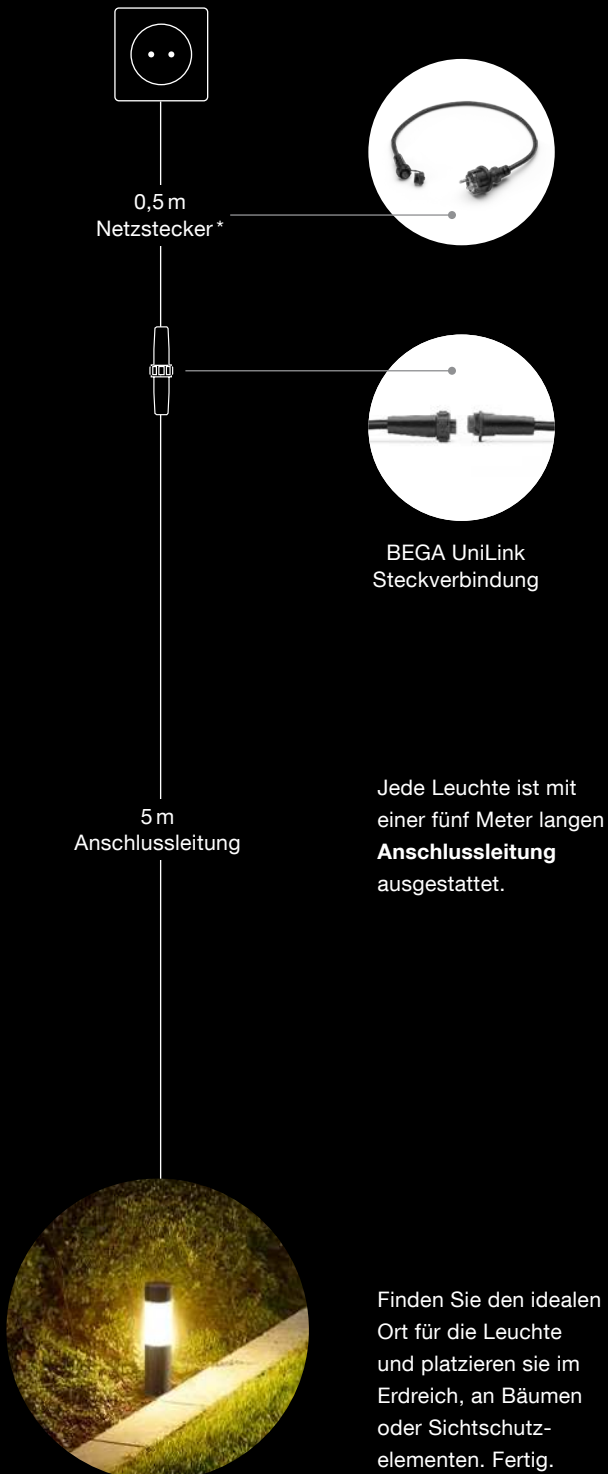 0,5 m
Netzstecker*
BEGA UniLink
Steckverbindung
5 m
Anschlussleitung
Jede Leuchte ist mit
einer fünf Meter langen
Anschlussleitung
ausgestattet.
Finden Sie den idealen
Ort für die Leuchte
und platzieren sie im
Erdreich, an Bäumen
oder Sichtschutz-
elementen. Fertig.